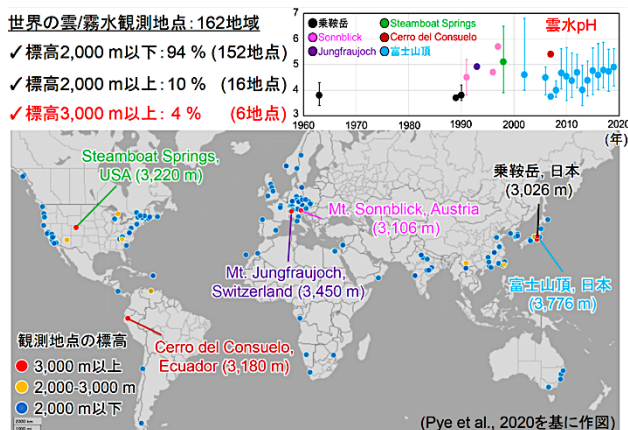 世界の雲/霧水観測地点：162地域
✓標高2,000 m以下：94 % (152地点)
✓標高2,000 m以上：10 % (16地点)
✓標高3,000 m以上：4 % (6地点)
乗鞍岳
Steamboat Springs
Sonnblick
Cerro del Consuelo
Jungfraujoch
富士山頂
雲水pH
7
6
5
4
3
1960
1970
1980
1990
2000
2010
2020
(年)
Steamboat Springs,
USA (3,220 m)
乗鞍岳, 日本
(3,026 m)
Mt. Sonnblick, Austria
(3,106 m)
Mt. Jungfraujoch,
Switzerland (3,450 m)
富士山頂, 日本
(3,776 m)
Cerro del Consuelo,
Ecuador (3,180 m)
観測地点の標高
3,000 m以上
2,000-3,000 m
2,000 m以下
(Pye et al., 2020を基に作図)